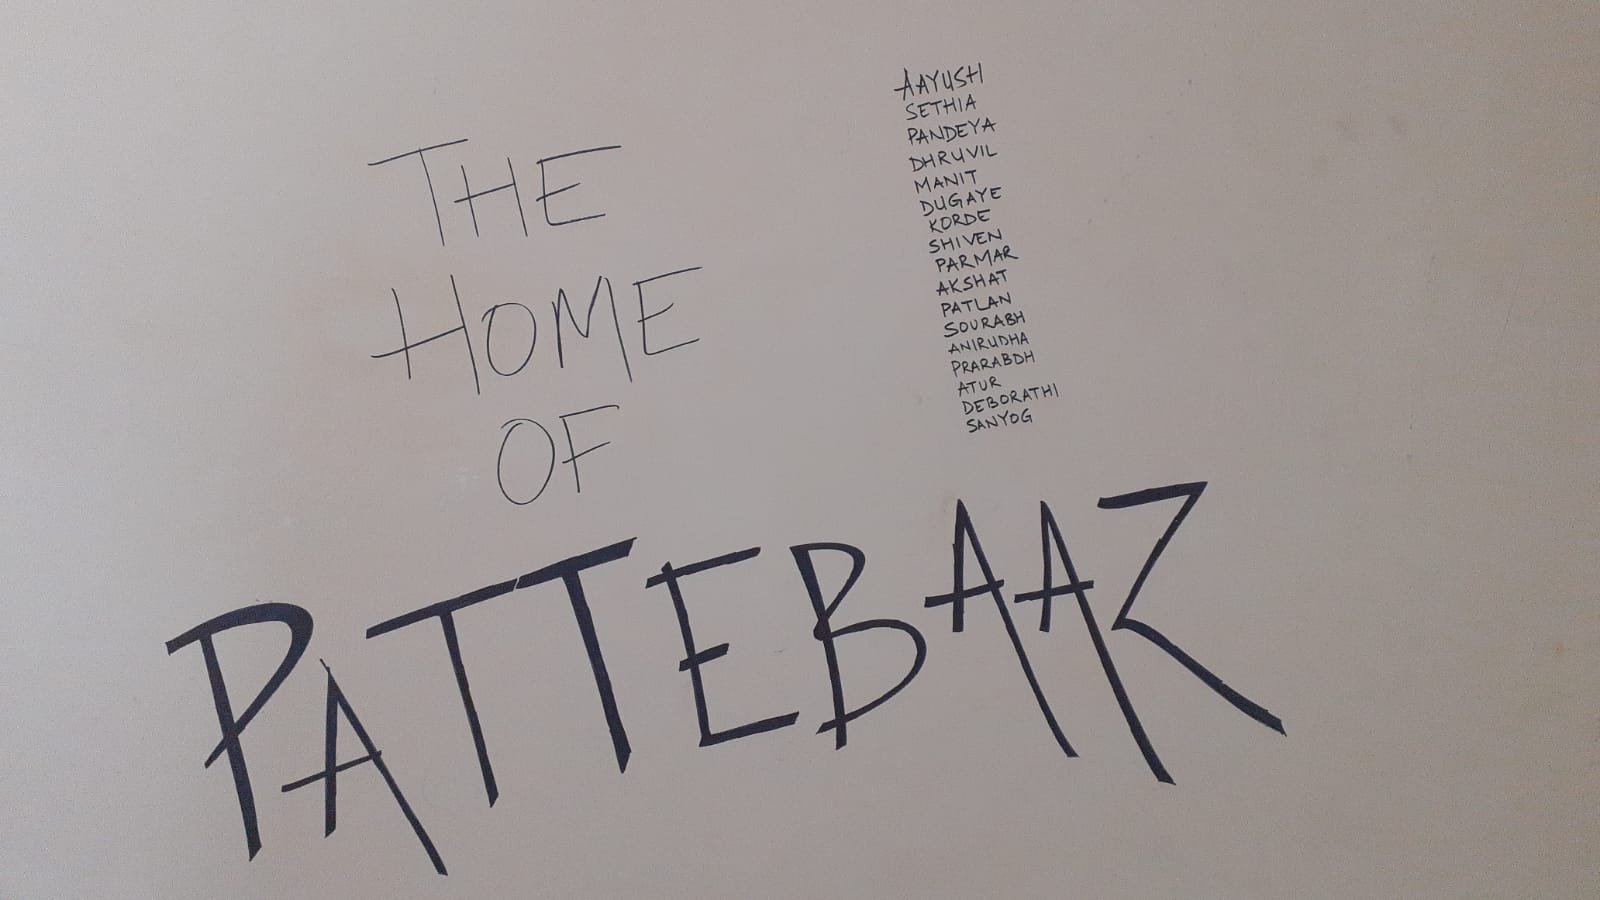 THE
HOME
OF
PATTEBAAZ
AAYUSH
SETHIA
PANDEYA
DHRUVIL
MANIT
DUGAYE
KORDE
SHIVEN
PARMAR
AKSHAT
PATLAN
SOURABH
ANIRUDHA
PRARABDH
ATUR
DEBORATHI
SANYOG